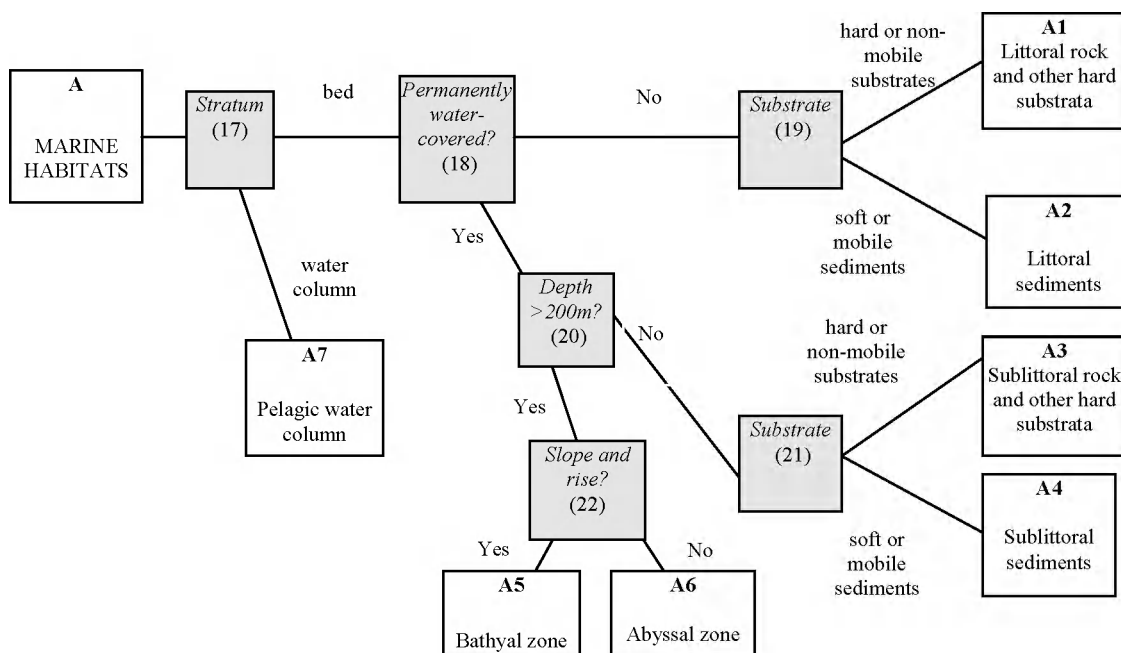 A
MARINE
HABITATS
Stratum
(17)
bed
Permanently
water-
covered?
(18)
No
Substrate
(19)
hard or non-
mobile
substrates
A1
Littoral rock
and other hard
substrata
soft or
mobile
sediments
A2
Littoral
sediments
water
column
A7
Pelagic water
column
Yes
Depth
>200m?
(20)
No
Substrate
(21)
hard or
non-mobile
substrates
A3
Sublittoral rock
and other hard
substrata
soft or
mobile
sediments
A4
Sublittoral
sediments
Yes
Slope and
rise?
(22)
Yes
A5
Bathyal zone
No
A6
Abyssal zone